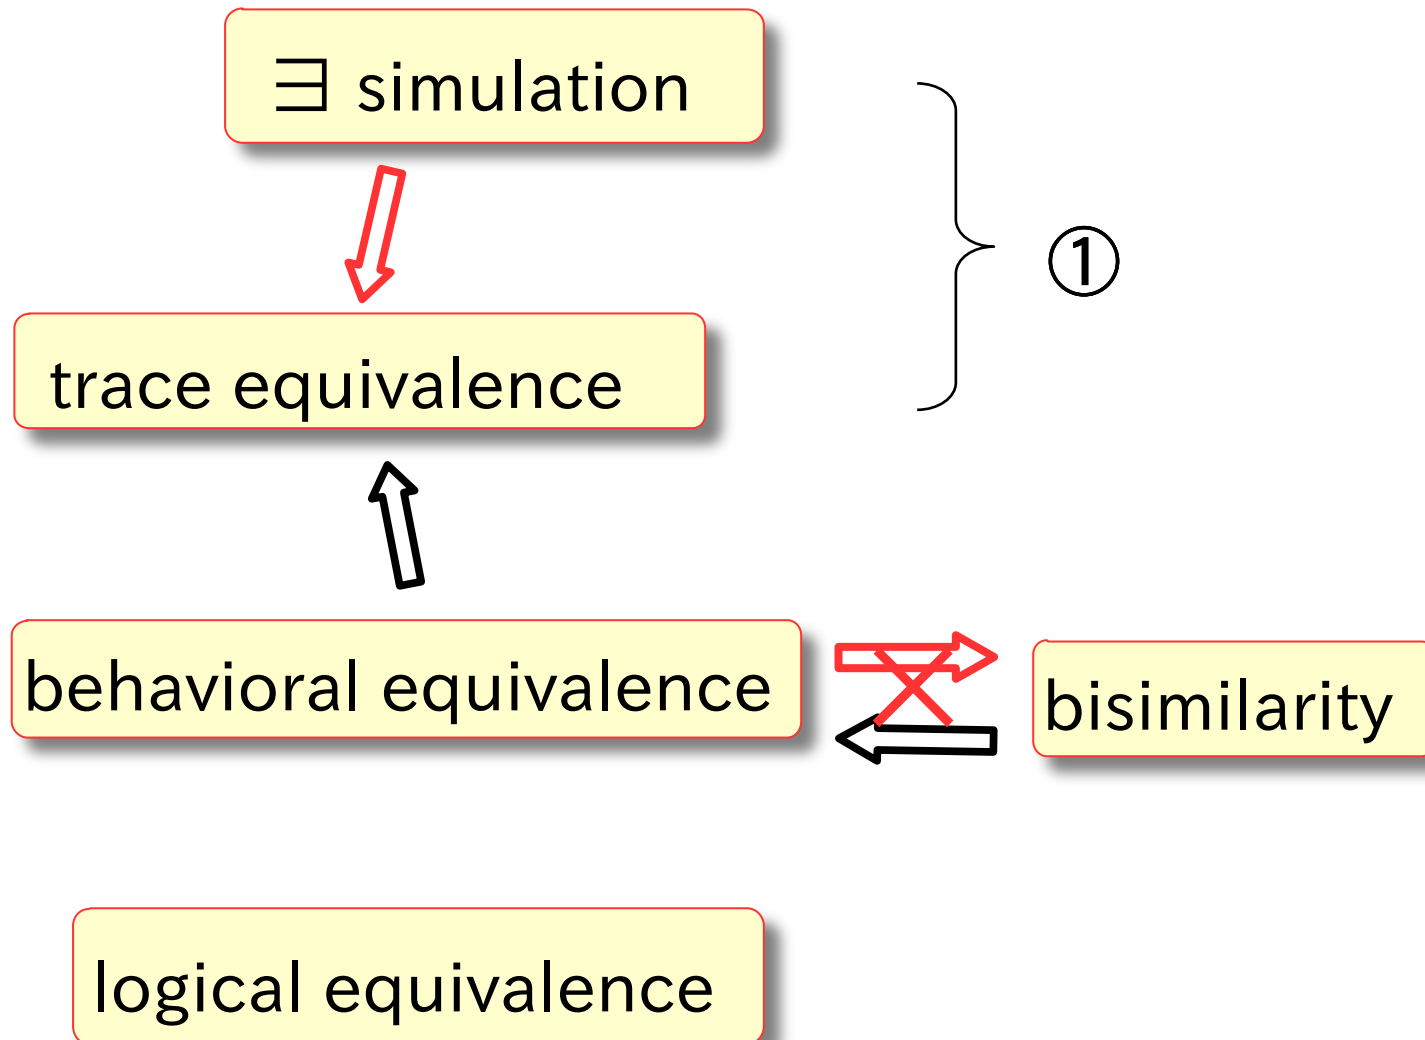 ∃ simulation
①
trace equivalence
behavioral equivalence
bisimilarity
logical equivalence